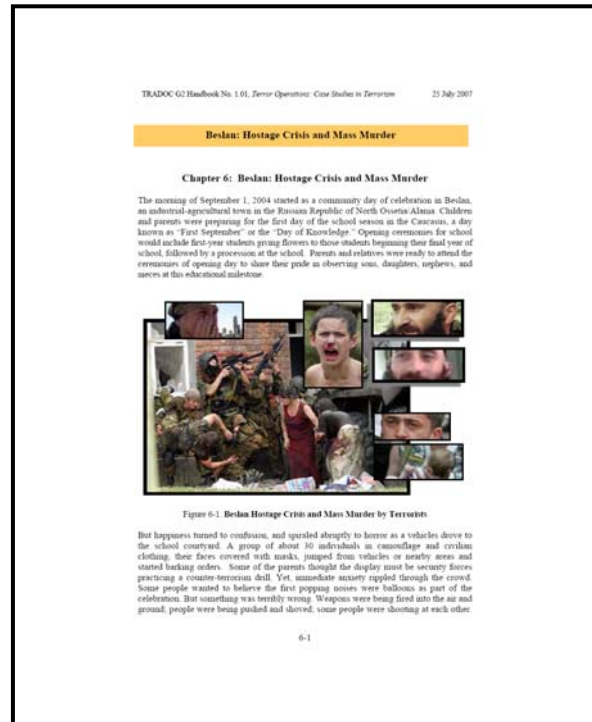 TRADOC G2 Handbook No. 1.01, Terror Operations: Case Studies in Terrorism 25 July 2007
Beslan: Hostage Crisis and Mass Murder
Chapter 6: Beslan: Hostage Crisis and Mass Murder
The morning of September 1, 2004 started as a community day of celebration in Beslan,
an industrial-agricultural town in the Russian Republic of North Ossetia Alania. Children
and parents were preparing for the first day of the school season in the Caucasus, a day
known as "First September" or the "Day of Knowledge." Opening ceremonies for school
would include first-year students giving flowers to those students beginning their final year of
school, followed by a procession at the school. Parents and relatives were ready to attend the
ceremonies of opening day to share their pride in observing sons, daughters, nephews, and
nieces at this educational milestone.
Figure 6-1. Beslan Hostage Crisis and Mass Murder by Terrorists
But happiness turned to confusion, and spiraled abruptly to horror as a vehicles drove to
the school courtyard. A group of about 30 individuals in camouflage and civilian
clothing, their faces covered with masks, jumped from vehicles or nearby areas and
started barking orders. Some of the parents thought the display must be security forces
practicing a counter-terrorism drill. Yet, immediate anxiety rippled through the crowd.
Some people wanted to believe the first popping noises were balloons as part of the
celebration. But something was terribly wrong. Weapons were being fired into the air and
ground; people were being pushed and shoved; some people were shooting at each other.
6-1